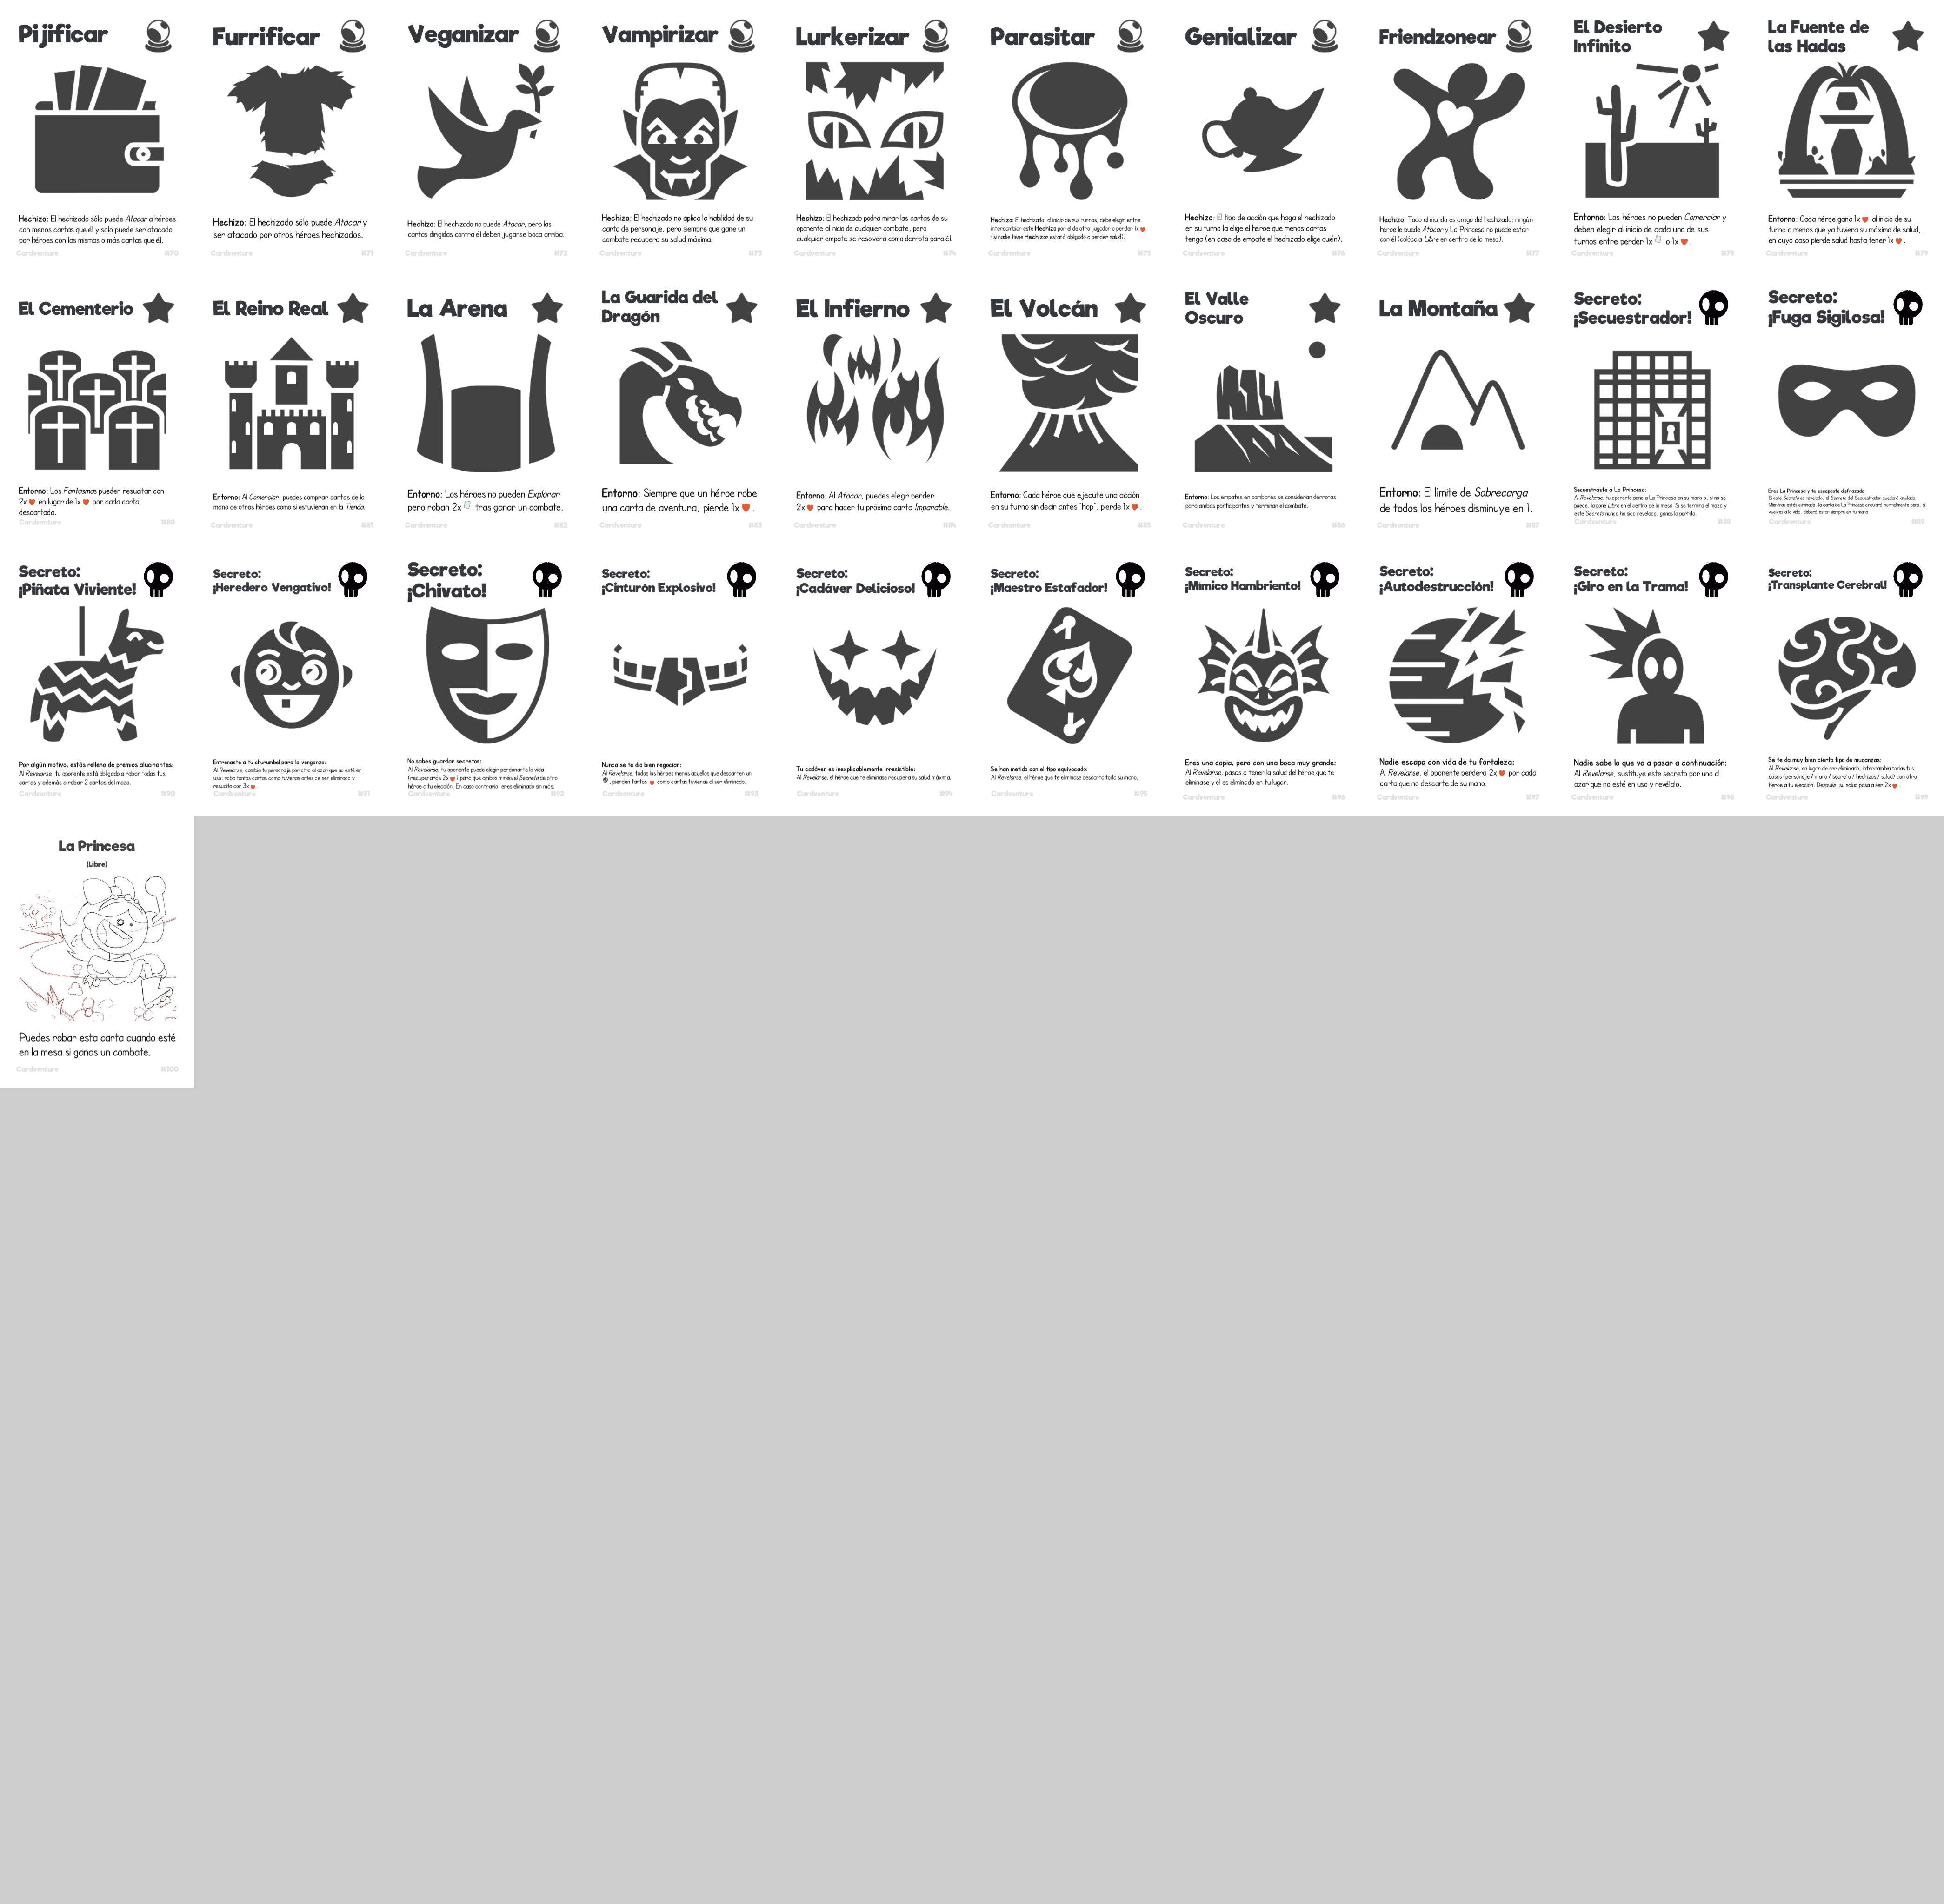 Pijificar
Hechizo: El hechizado sólo puede Atacar a héroes
con menos cartas que él y solo puede ser atacado
por héroes con las mismas o más cartas que él.
Cardventure #70
Furrificar
Hechizo: El hechizado sólo puede Atacar y
ser atacado por otros héroes hechizados.
Cardventure #71
Veganizar
Hechizo: El hechizado no puede Atacar, pero las
cartas dirigidas contra él deben jugarse boca arriba.
Cardventure #72
Vampirizar
Hechizo: El hechizado no aplica la habilidad de su
carta de personaje, pero siempre que gane un
combate recupera su salud máxima.
Cardventure #73
Lurkerizar
Hechizo: El hechizado podrá mirar las cartas de su
oponente al inicio de cualquier combate, pero
cualquier empate se resolverá como derrota para él.
Cardventure #74
Parasitar
Hechizo: El hechizado, al inicio de sus turnos, debe elegir entre
intercambiar este Hechizo por el de otro jugador o perder 1x
(si nadie tiene Hechizos estará obligado a perder salud).
Cardventure #75
Genializar
Hechizo: El tipo de acción que haga el hechizado
en su turno la elige el héroe que menos cartas
tenga (en caso de empate el hechizado elige quién).
Cardventure #76
Friendzonear
Hechizo: Todo el mundo es amigo del hechizado; ningún
héroe le puede Atacar y La Princesa no puede estar
con él (colócala Libre en centro de la mesa).
Cardventure #77
El Desierto
Infinito
Entorno: Los héroes no pueden Comerciar y
deben elegir al inicio de cada uno de sus
turnos entre perder 1x o 1x .
Cardventure #78
La Fuente de
las Hadas
Entorno: Cada héroe gana 1x al inicio de su
turno a menos que ya tuviera su máximo de salud,
en cuyo caso pierde salud hasta tener 1x .
Cardventure #79
El Cementerio
Entorno: Los Fantasmas pueden resucitar con
2x en lugar de 1x por cada carta
descartada.
Cardventure #80
El Reino Real
Entorno: Al Comerciar, puedes comprar cartas de la
mano de otros héroes como si estuvieran en la Tienda.
Cardventure #81
La Arena
Entorno: Los héroes no pueden Explorar
pero roban 2x tras ganar un combate.
Cardventure #82
La Guarida del
Dragón
Entorno: Siempre que un héroe robe
una carta de aventura, pierde 1x .
Cardventure #83
El Infierno
Entorno: Al Atacar, puedes elegir perder
2x para hacer tu próxima carta Imparable.
Cardventure #84
El Volcán
Entorno: Cada héroe que ejecute una acción
en su turno sin decir antes "hop", pierde 1x .
Cardventure #85
El Valle
Oscuro
Entorno: Los empates en combates se consideran derrotas
para ambos participantes y terminan el combate.
Cardventure #86
La Montaña
Entorno: El límite de Sobrecarga
de todos los héroes disminuye en 1.
Cardventure #87
Secreto:
¡Secuestrador!
Secuestraste a La Princesa:
Al Revelarse, tu oponente gana a La Princesa en su mano o, si no se
puede, la pone Libre en el centro de la mesa. Si se termina el mazo y
este Secreto nunca ha sido revelado, ganas la partida.
Cardventure #88
Secreto:
¡Fuga Sigilosa!
Eres La Princesa y te escapaste disfrazada:
Si este Secreto es revelado, el Secreto del Secuestrador quedará anulado.
Mientras estés eliminado, la carta de La Princesa circulará normalmente pero, si
vuelves a la vida, deberá estar siempre en tu mano.
Cardventure #89
Secreto:
¡Piñata Viviente!
Por algún motivo, estás relleno de premios alucinantes:
Al Revelarse, tu oponente está obligado a robar todas tus
cartas y además a robar 2 cartas del mazo.
Cardventure #90
Secreto:
¡Heredero Vengativo!
Entrenaste a tu churumbel para la venganza:
Al Revelarse, cambia tu personaje por otro al azar que no esté en
uso, roba tantas cartas como tuvieras antes de ser eliminado y
resucita con 3x .
Cardventure #91
Secreto:
¡Chivato!
No sabes guardar secretos:
Al Revelarse, tu oponente puede elegir perdonarte la vida
(recuperarás 2x ) para que ambos miréis el Secreto de otro
héroe a tu elección. En caso contrario, eres eliminado sin más.
Cardventure #92
Secreto:
¡Cinturón Explosivo!
Nunca se te dio bien negociar:
Al Revelarse, todos los héroes menos aquellos que descarten un
, pierden tantos como cartas tuvieras al ser eliminado.
Cardventure #93
Secreto:
¡Cadáver Delicioso!
Tu cadáver es inexplicablemente irresistible:
Al Revelarse, el héroe que te eliminase recupera su salud máxima.
Cardventure #94
Secreto:
¡Maestro Estafador!
Se han metido con el tipo equivocado:
Al Revelarse, el héroe que te eliminase descarta toda su mano.
Cardventure #95
Secreto:
¡Mímico Hambriento!
Eres una copia, pero con una boca muy grande:
Al Revelarse, pasas a tener la salud del héroe que te
eliminase y él es eliminado en tu lugar.
Cardventure #96
Secreto:
¡Autodestrucción!
Nadie escapa con vida de tu fortaleza:
Al Revelarse, el oponente perderá 2x por cada
carta que no descarte de su mano.
Cardventure #97
Secreto:
¡Giro en la Trama!
Nadie sabe lo que va a pasar a continuación:
Al Revelarse, sustituye este secreto por uno al
azar que no esté en uso y revélalo.
Cardventure #98
Secreto:
¡Transplante Cerebral!
Se te da muy bien cierto tipo de mudanzas:
Al Revelarse, en lugar de ser eliminado, intercambia todas tus
cosas (personaje / mano / secreto / hechizos / salud) con otro
héroe a tu elección. Después, su salud pasa a ser 2x .
Cardventure #99
La Princesa
(Libre)
Puedes robar esta carta cuando esté
en la mesa si ganas un combate.
Cardventure #100